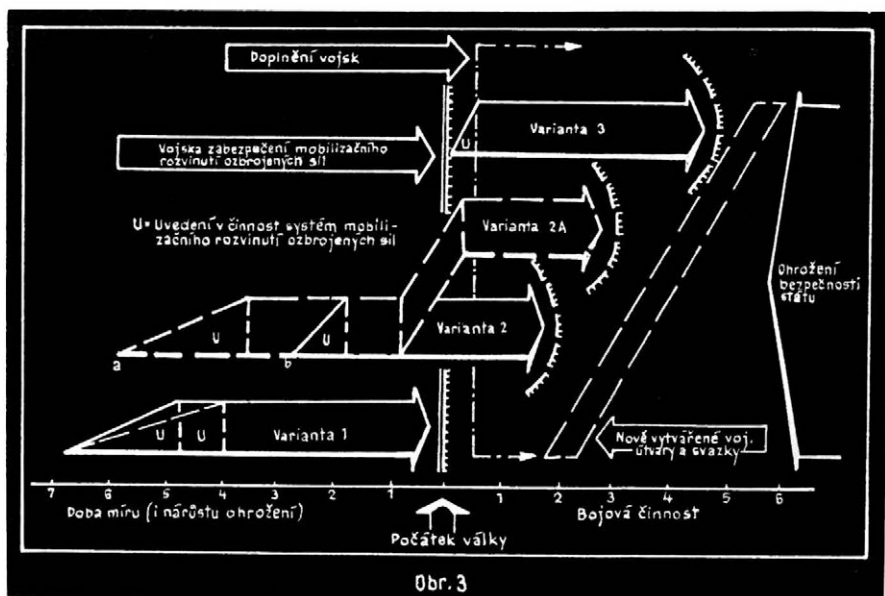 Doplnění vojsk
Varianta 3
U
Vojska zabezpečení mobilizačního
rozvinutí ozbrojených sil
U= Uvedení v činnost systém mobili-
začního rozvinutí ozbrojených sil
Varianta 2A
Ohrožení
bezpečnosti
státu
U
U
Varianta 2
a
b
U
U
Varianta 1
Nově vytvářené voj.
útvary a svazky
7 6 5 4 3 2 1 1 2 3 4 5 6
Doba míru (i nárůstu ohrožení)
Bojová činnost
Počátek války
Obr. 3